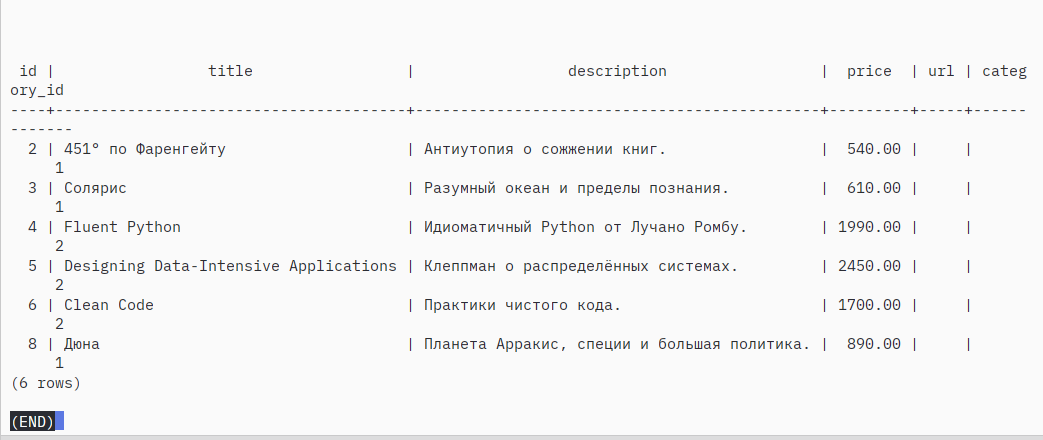 id |                 title                 |                 description                 |  price  | url | categ
ory_id
----+---------------------------------------+---------------------------------------------+---------+-----+------
-------
  2 | 451° по Фаренгейту                    | Антиутопия о сожжении книг.                 |  540.00 |     |
     1
  3 | Солярис                               | Разумный океан и пределы познания.          |  610.00 |     |
     1
  4 | Fluent Python                         | Идиоматичный Python от Лучано Ромбу.        | 1990.00 |     |
     2
  5 | Designing Data-Intensive Applications | Клеппман о распределённых системах.         | 2450.00 |     |
     2
  6 | Clean Code                            | Практики чистого кода.                      | 1700.00 |     |
     2
  8 | Дюна                                  | Планета Арракис, специи и большая политика. |  890.00 |     |
     1
(6 rows)
(END)